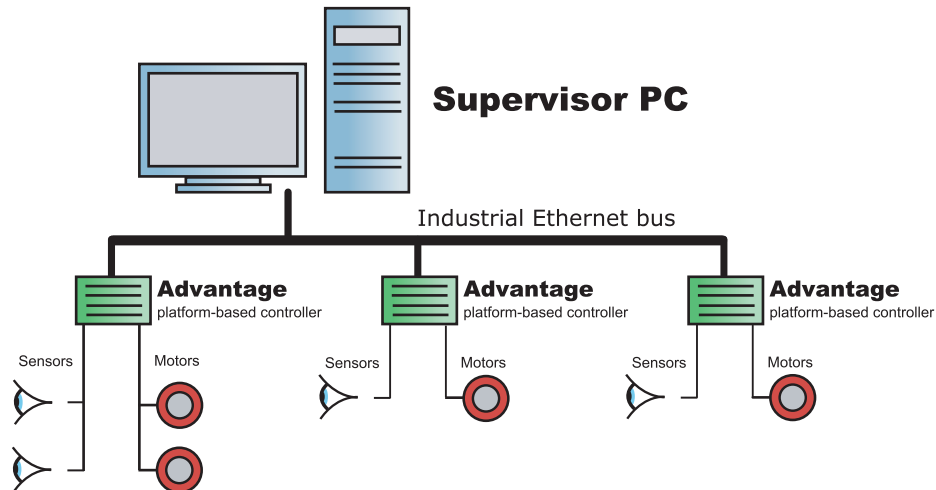 Supervisor PC
Industrial Ethernet bus
Advantage
platform-based controller
Advantage
platform-based controller
Advantage
platform-based controller
Sensors
Motors
Sensors
Motors
Sensors
Motors